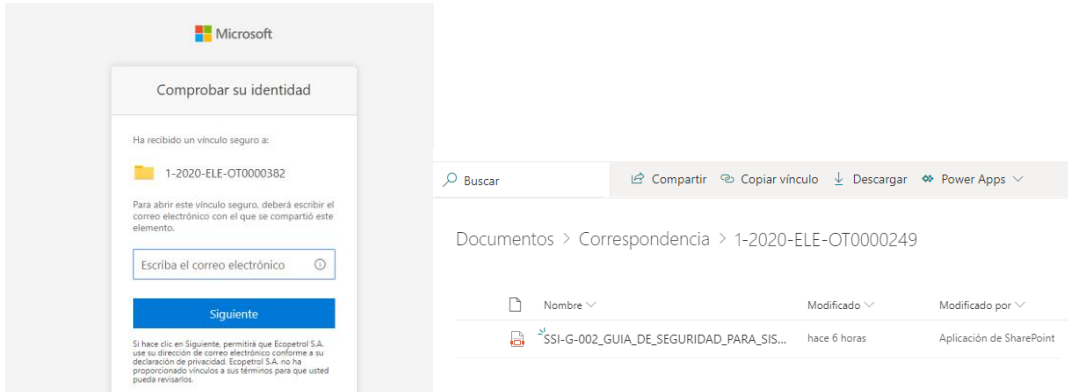 Microsoft
Comprobar su identidad
Ha recibido un vínculo seguro a:
1-2020-ELE-OT0000382
Para abrir este vínculo seguro, deberá escribir el
correo electrónico con el que se compartió este
elemento.
Escriba el correo electrónico
Siguiente
Si hace clic en Siguiente, permitirá que Ecopetrol S.A.
use su dirección de correo electrónico conforme a su
declaración de privacidad. Ecopetrol S.A. no ha
proporcionado vínculos a sus términos para que usted
pueda revisarlos.
Buscar
Compartir Copiar vínculo Descargar Power Apps
Documentos > Correspondencia > 1-2020-ELE-OT0000249
Nombre Modificado Modificado por
SSI-G-002_GUIA_DE_SEGURIDAD_PARA_SIS... hace 6 horas Aplicación de SharePoint